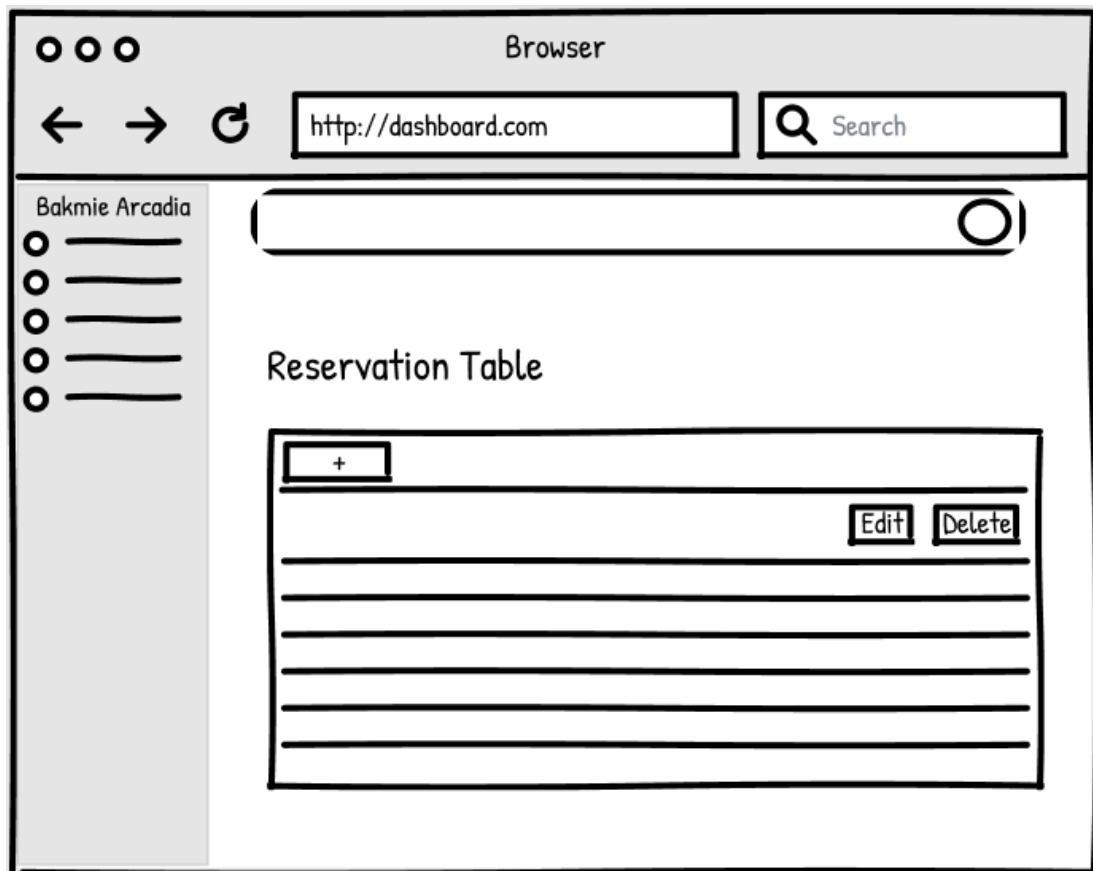 Browser
http://dashboard.com
Search
Bakmie Arcadia
Reservation Table
+
Edit Delete